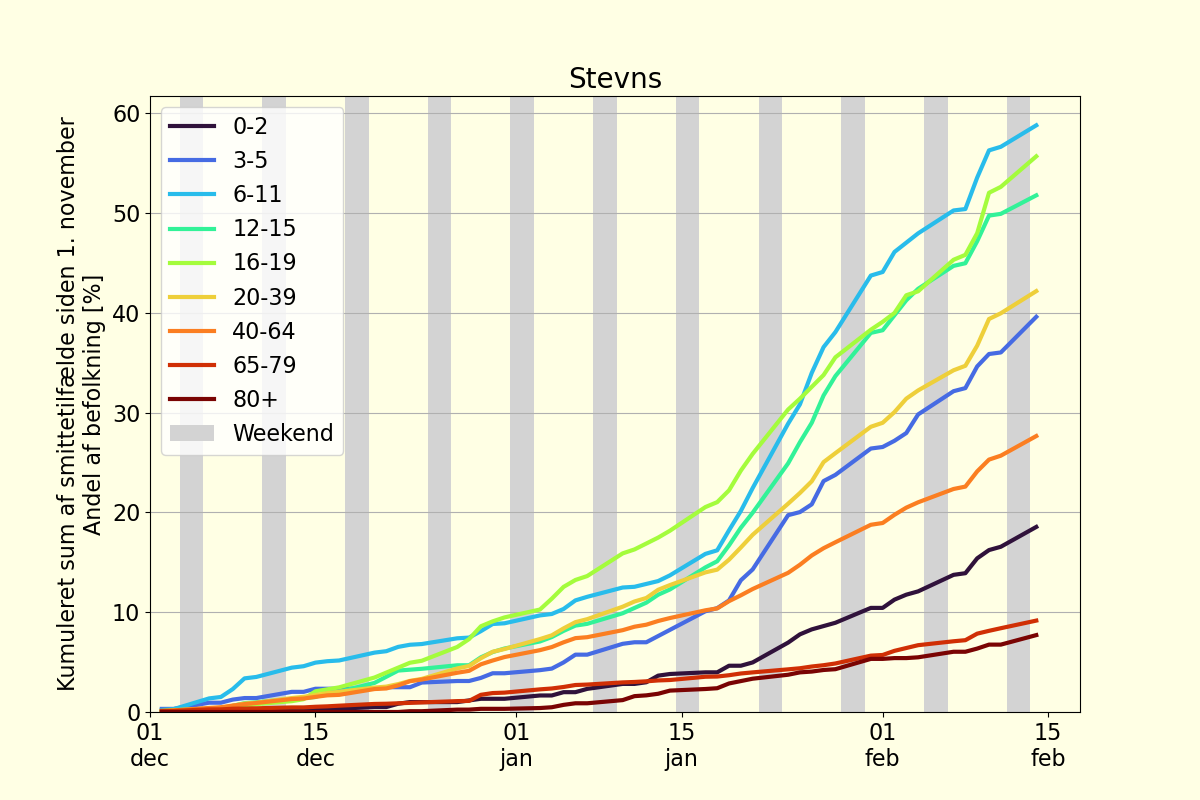 Stevns
Kumuleret sum af smittetilfælde siden 1. november
Andel af befolkning [%]
60
50
40
30
20
10
0
0-2
3-5
6-11
12-15
16-19
20-39
40-64
65-79
80+
Weekend
01 15 01 15 01 15
dec dec jan jan feb feb